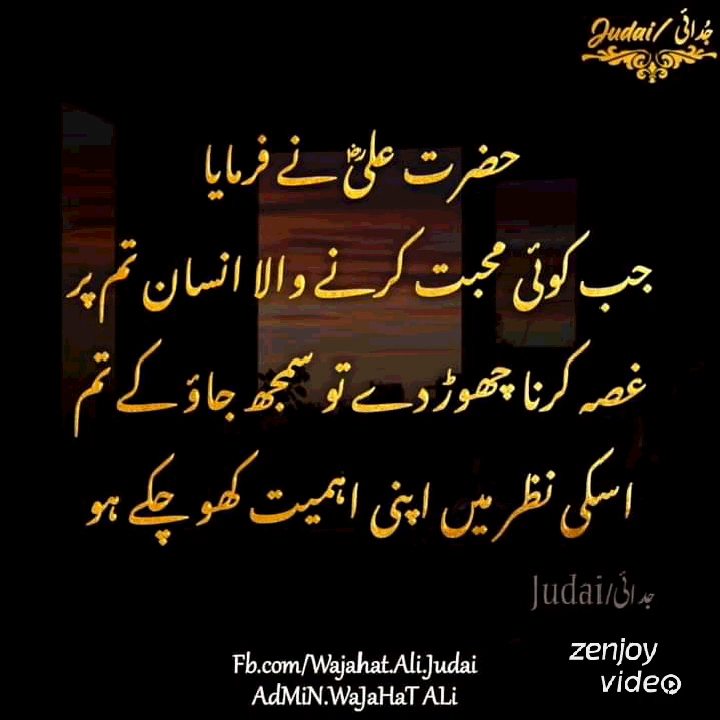 Judai/ جُدائی
حضرت علیؓ نے فرمایا
جب کوئی محبت کرنے والا انسان تم پر
غصہ کرنا چھوڑ دے تو سمجھ جاؤ کے تم
اسکی نظر میں اپنی اہمیت کھو چکے ہو
Judai/جدائی
Fb.com/Wajahat.Ali.Judai
AdMiN.WaJaHaT ALi
zenjoy
video